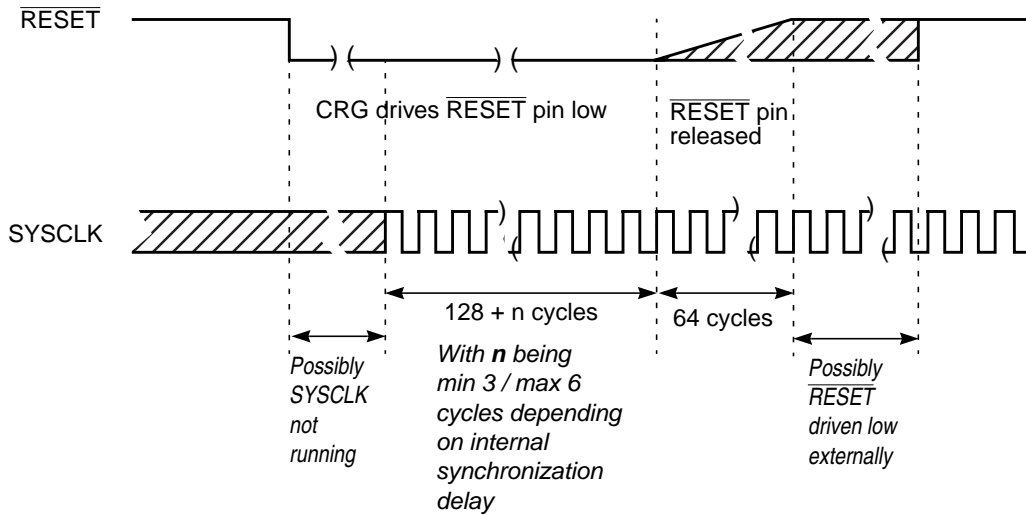 RESET
CRG drives RESET pin low
RESET pin
released
SYSCLK
128 + n cycles
64 cycles
Possibly
SYSCLK
not
running
With n being
min 3 / max 6
cycles depending
on internal
synchronization
delay
Possibly
RESET
driven low
externally